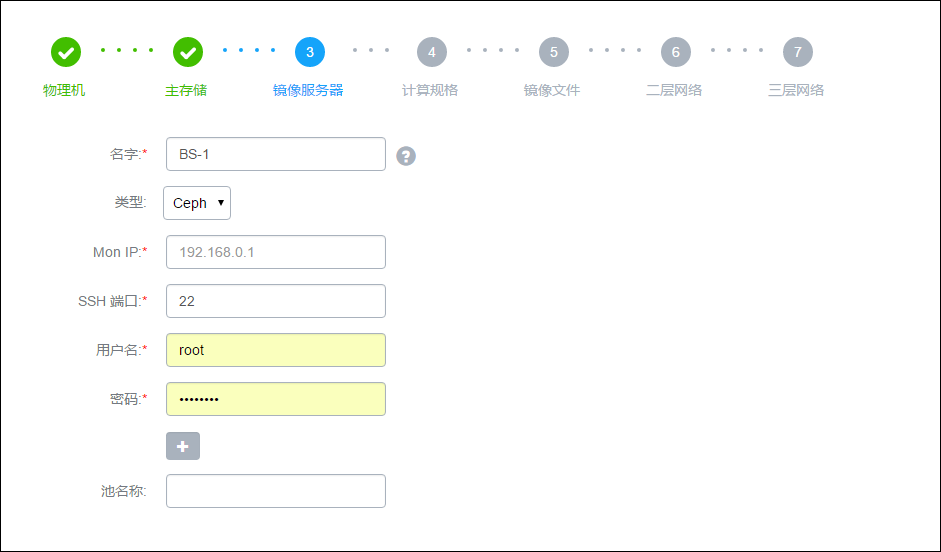 3 4 5 6 7
物理机 主存储 镜像服务器 计算规格 镜像文件 二层网络 三层网络
名字:* BS-1 ?
类型: Ceph
Mon IP:* 192.168.0.1
SSH 端口:* 22
用户名:* root
密码:* ••••••••
+
池名称: